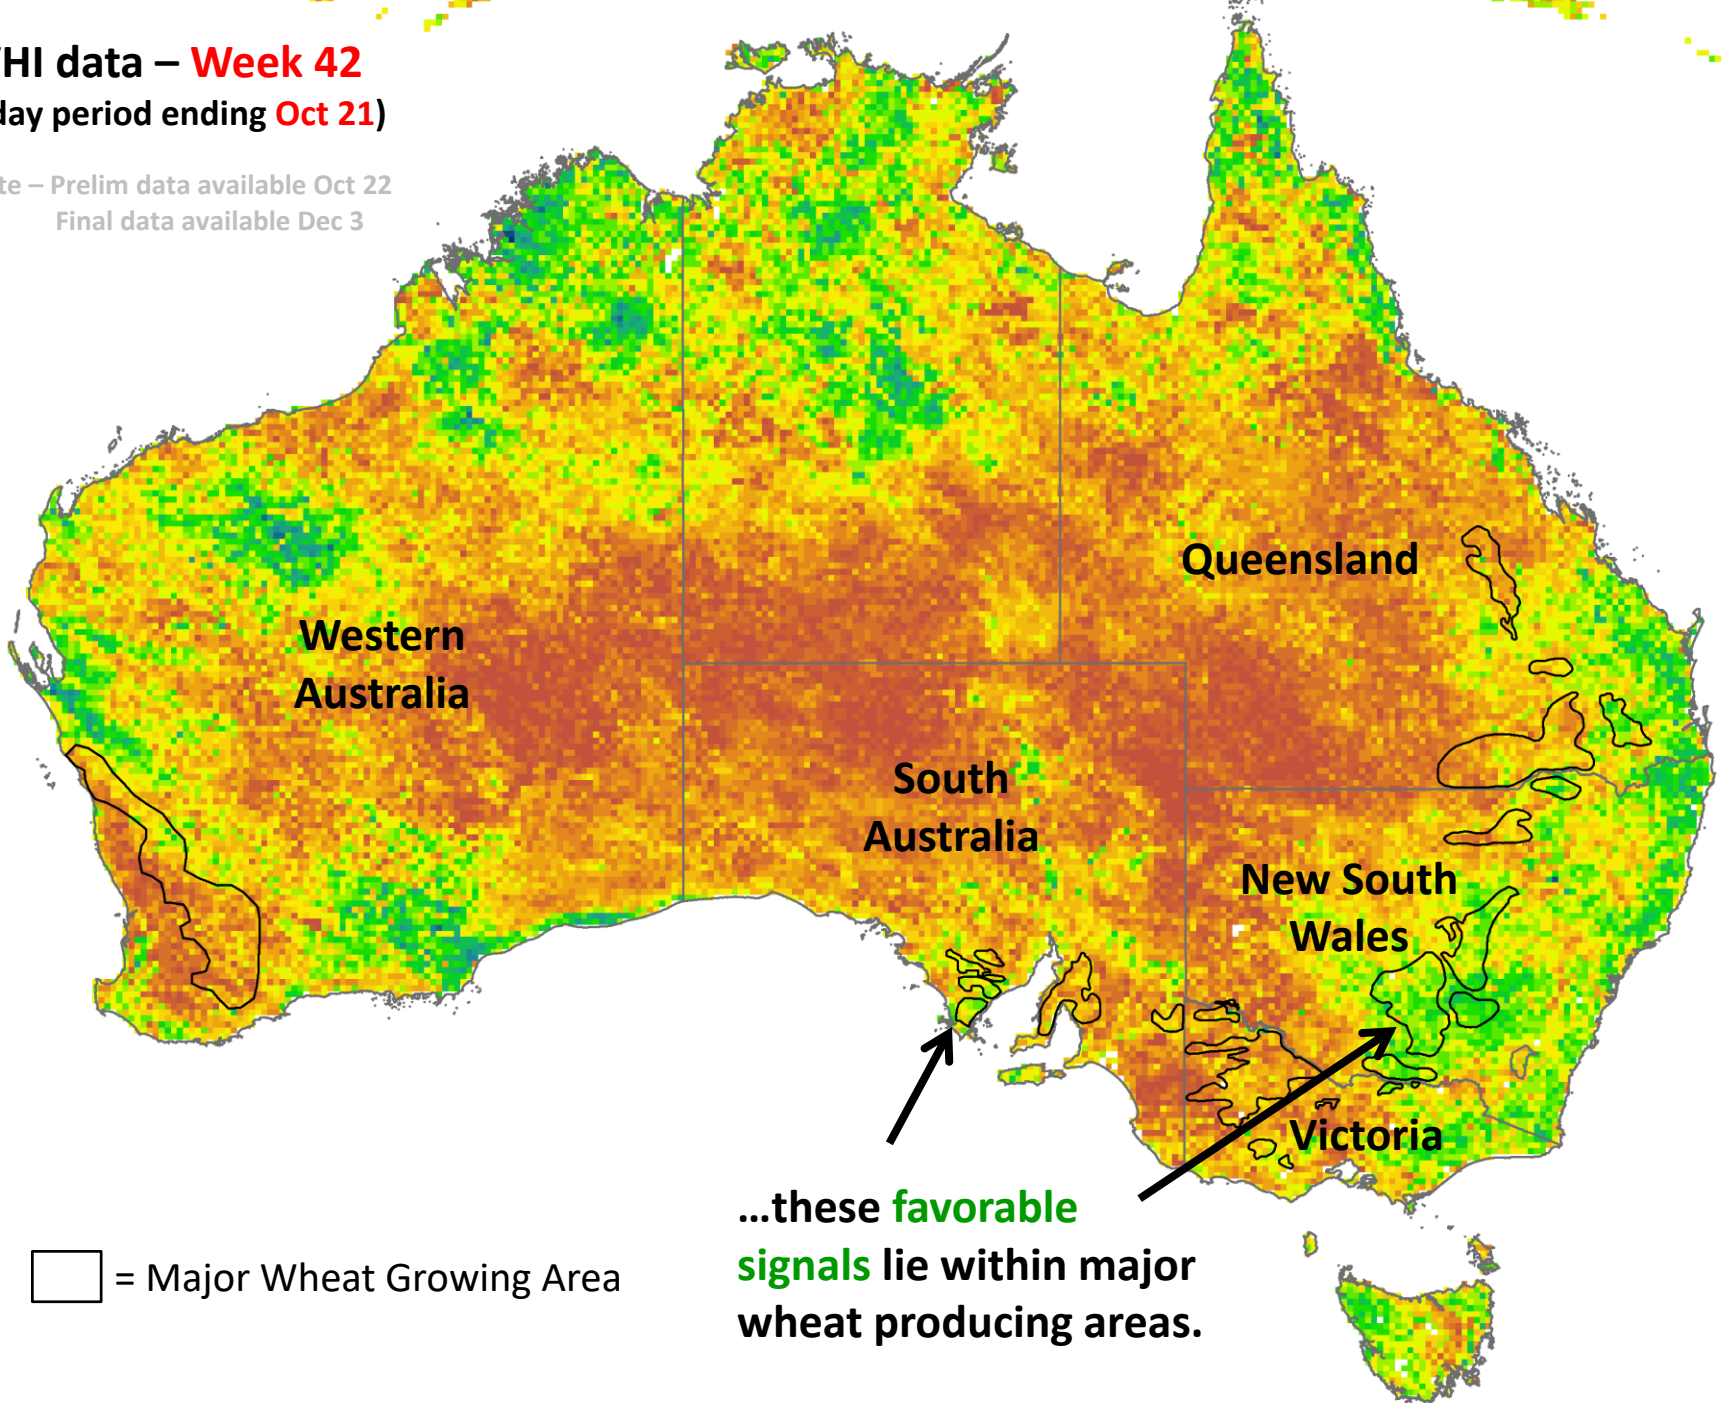 HI data – Week 42
day period ending Oct 21)
te – Prelim data available Oct 22
Final data available Dec 3
Queensland
Western
Australia
South
Australia
New South
Wales
Victoria
...these favorable
signals lie within major
wheat producing areas.
= Major Wheat Growing Area